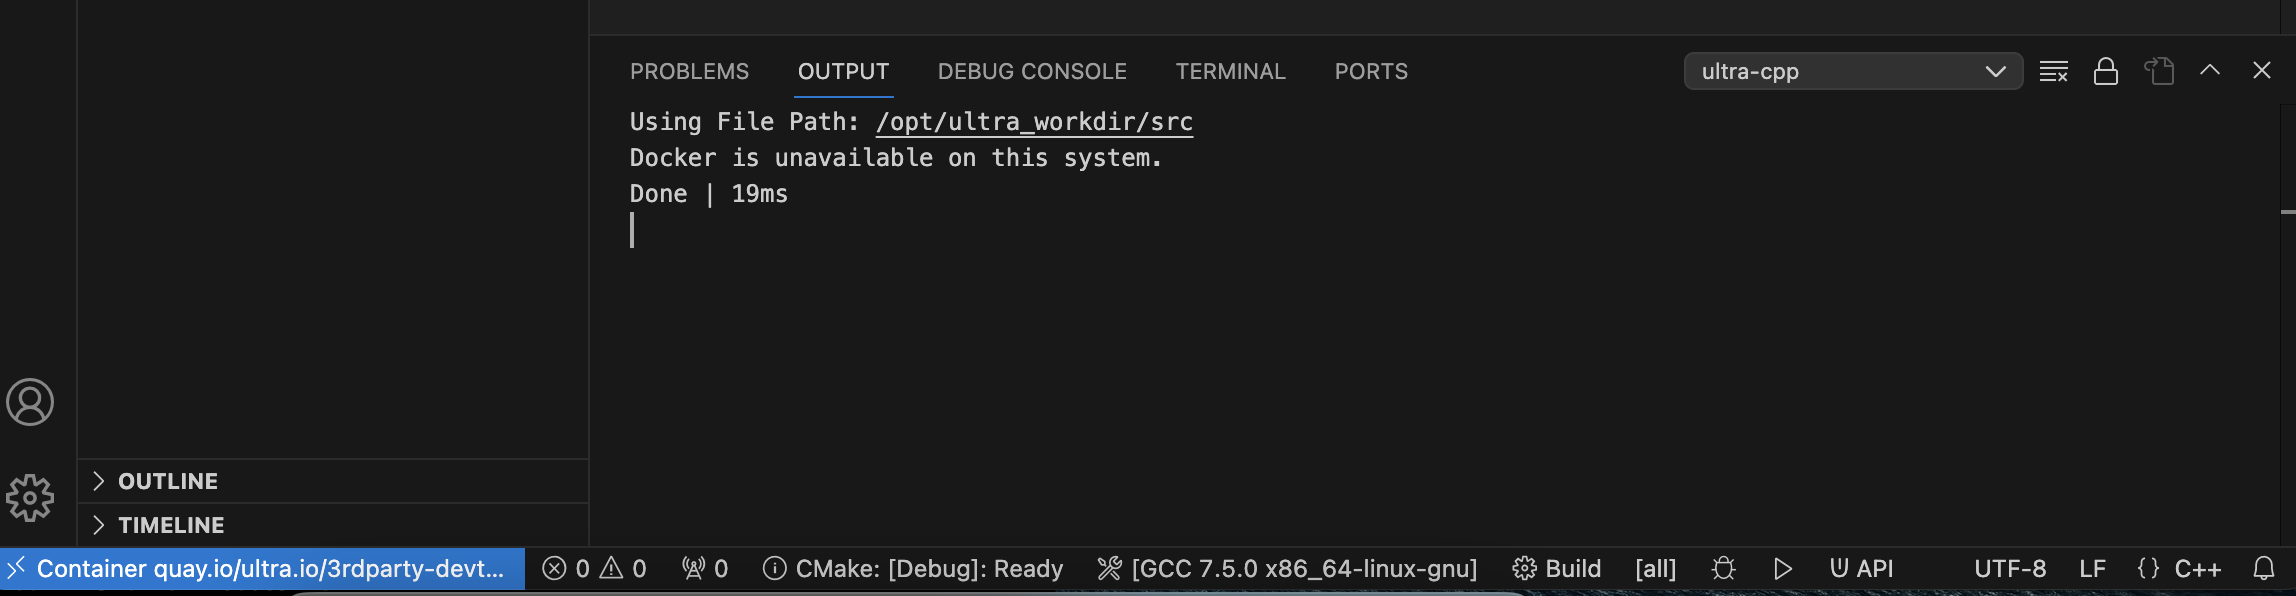 PROBLEMS OUTPUT DEBUG CONSOLE TERMINAL PORTS ultra-cpp
Using File Path: /opt/ultra_workdir/src
Docker is unavailable on this system.
Done | 19ms
OUTLINE
TIMELINE
Container quay.io/ultra.io/3rdparty-devt... 0 0 0 CMake: [Debug]: Ready [GCC 7.5.0 x86_64-linux-gnu] Build [all] API UTF-8 LF {} C++